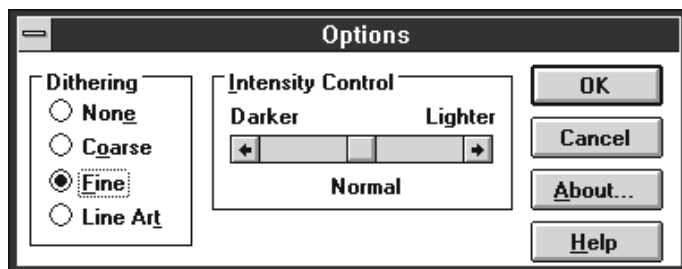 Options
Dithering
None
Coarse
Fine
Line Art
Intensity Control
Darker Lighter
Normal
OK
Cancel
About...
Help